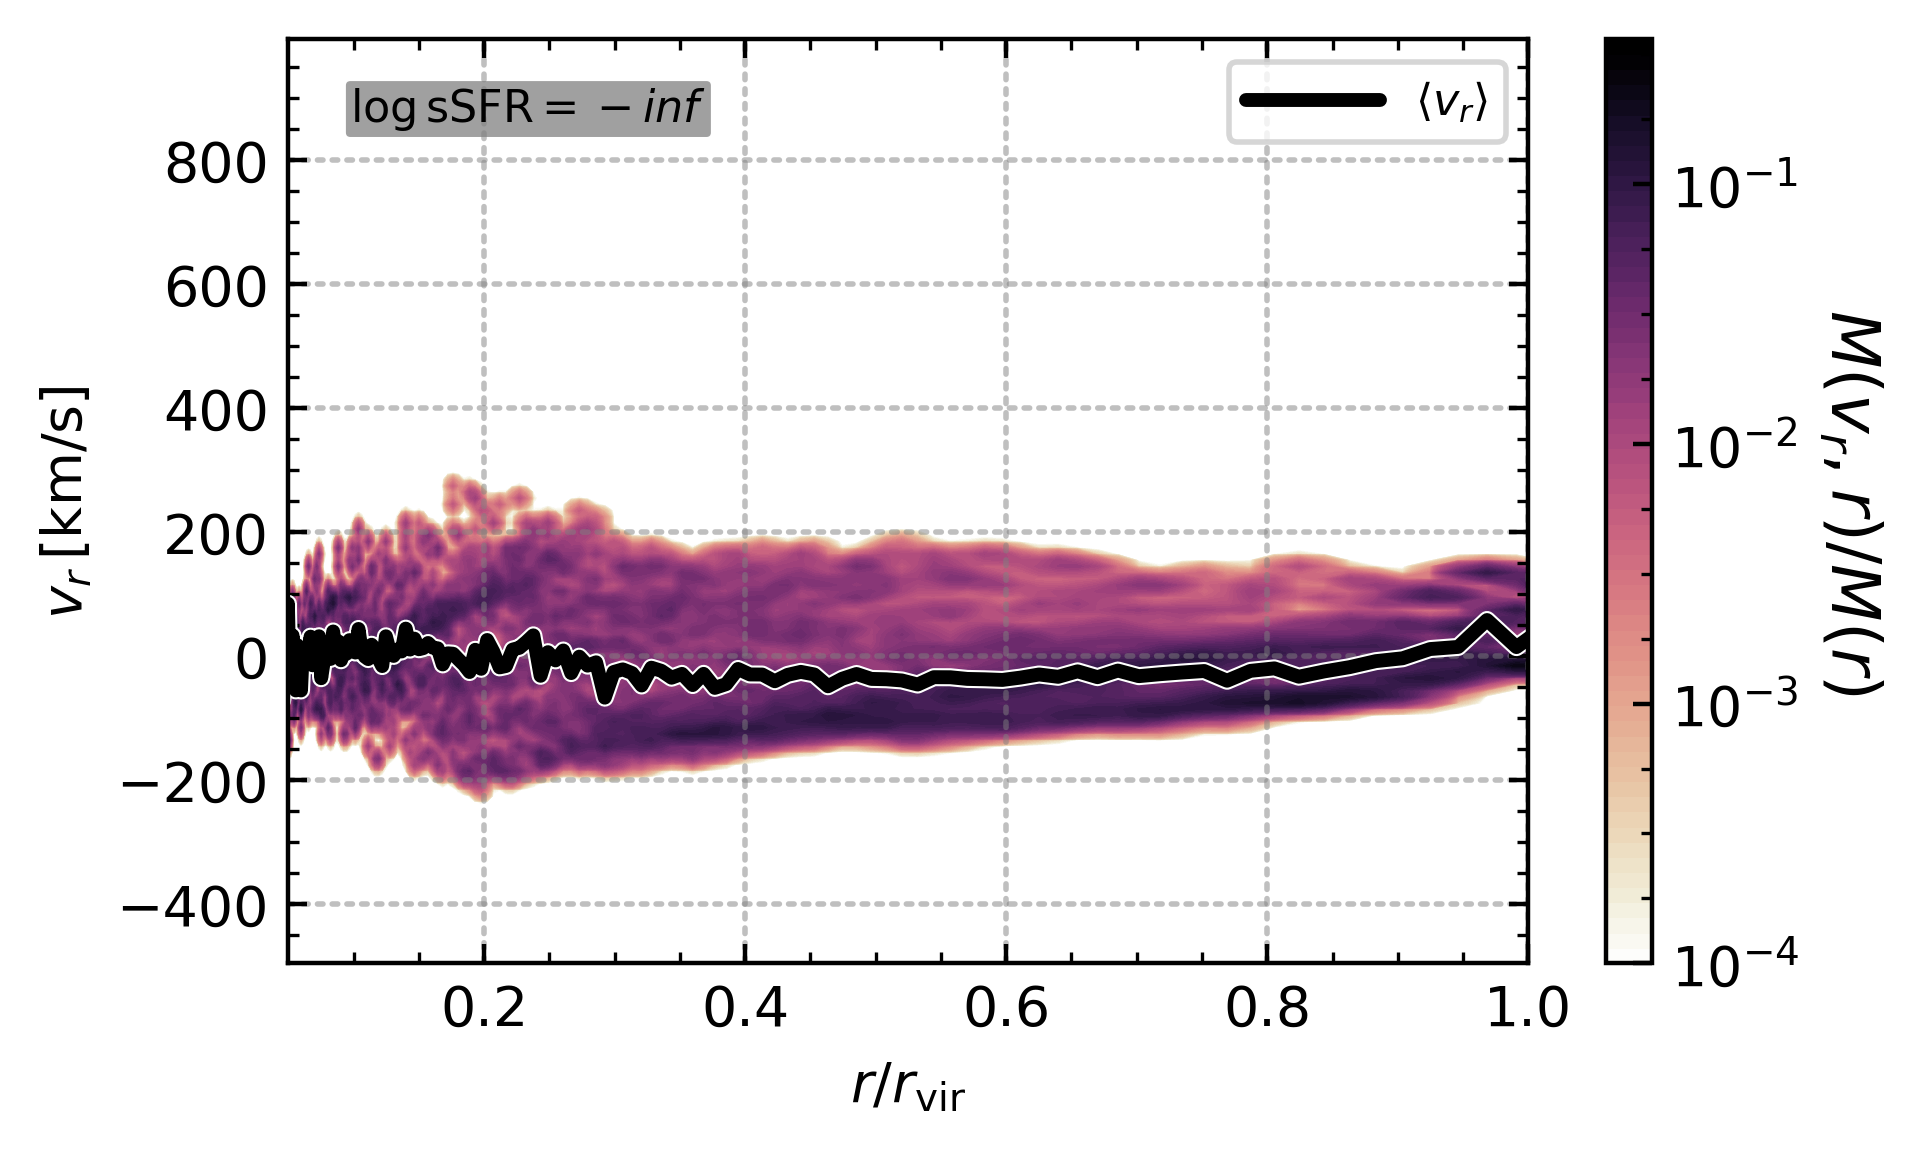 log sSFR = −inf
⟨v_r⟩
800
600
400
200
0
−200
−400
v_r [km/s]
0.2 0.4 0.6 0.8 1.0
r/r_vir
10⁻¹
10⁻²
10⁻³
10⁻⁴
M(v_r, r)/M(r)